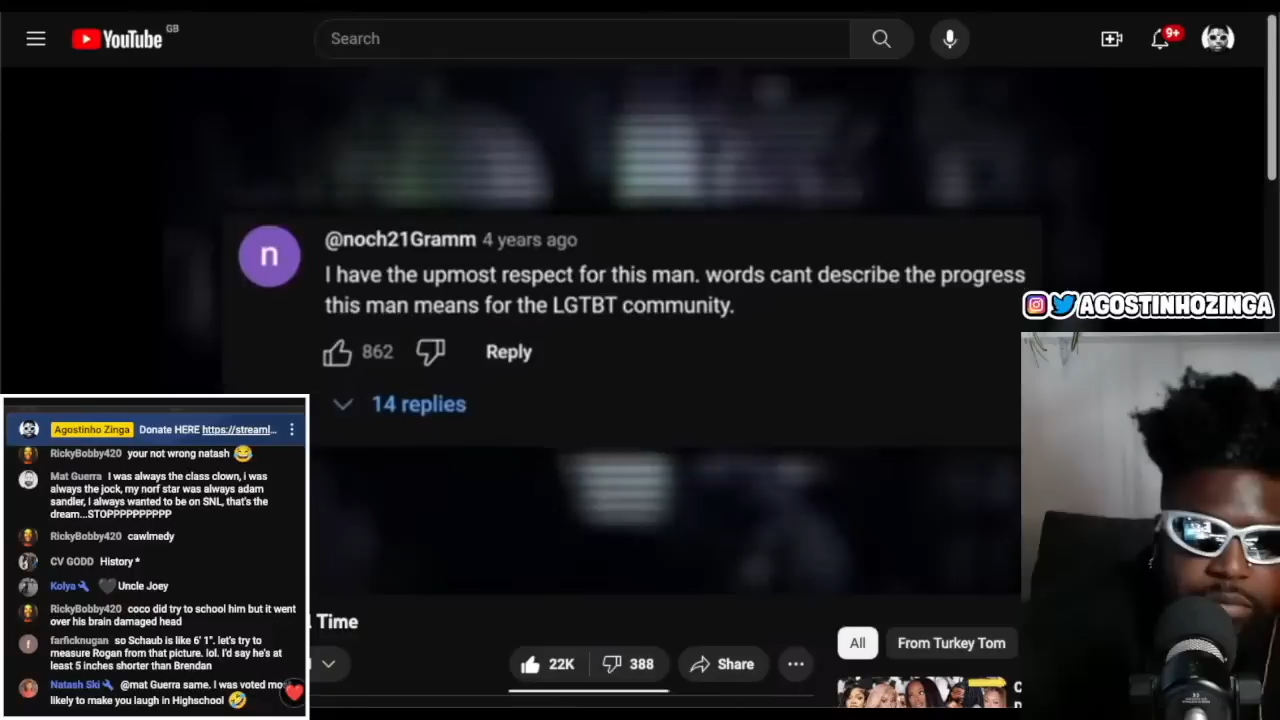 YouTube GB
Search
9+
@noch21Gramm 4 years ago
n
I have the upmost respect for this man. words cant describe the progress
this man means for the LGTBT community.
862
Reply
14 replies
AGOSTINHOZINGA
Agostinho Zinga Donate HERE https://streaml...
RickyBobby420 your not wrong natash 😂
Mat Guerra I was always the class clown, i was
always the jock, my norf star was always adam
sandler, I always wanted to be on SNL, that's the
dream...STOPPPPPPPPPP
RickyBobby420 cawlmedy
CV GODD History *
Kolya 🖤Uncle Joey
RickyBobby420 coco did try to school him but it went
over his brain damaged head
f
farficknugan so Schaub is like 6' 1". let's try to
measure Rogan from that picture. lol. I'd say he's at
least 5 inches shorter than Brendan
Natash Ski @mat Guerra same. I was voted mo
likely to make you laugh in Highschool 🤣
Time
22K
388
Share
All
From Turkey Tom